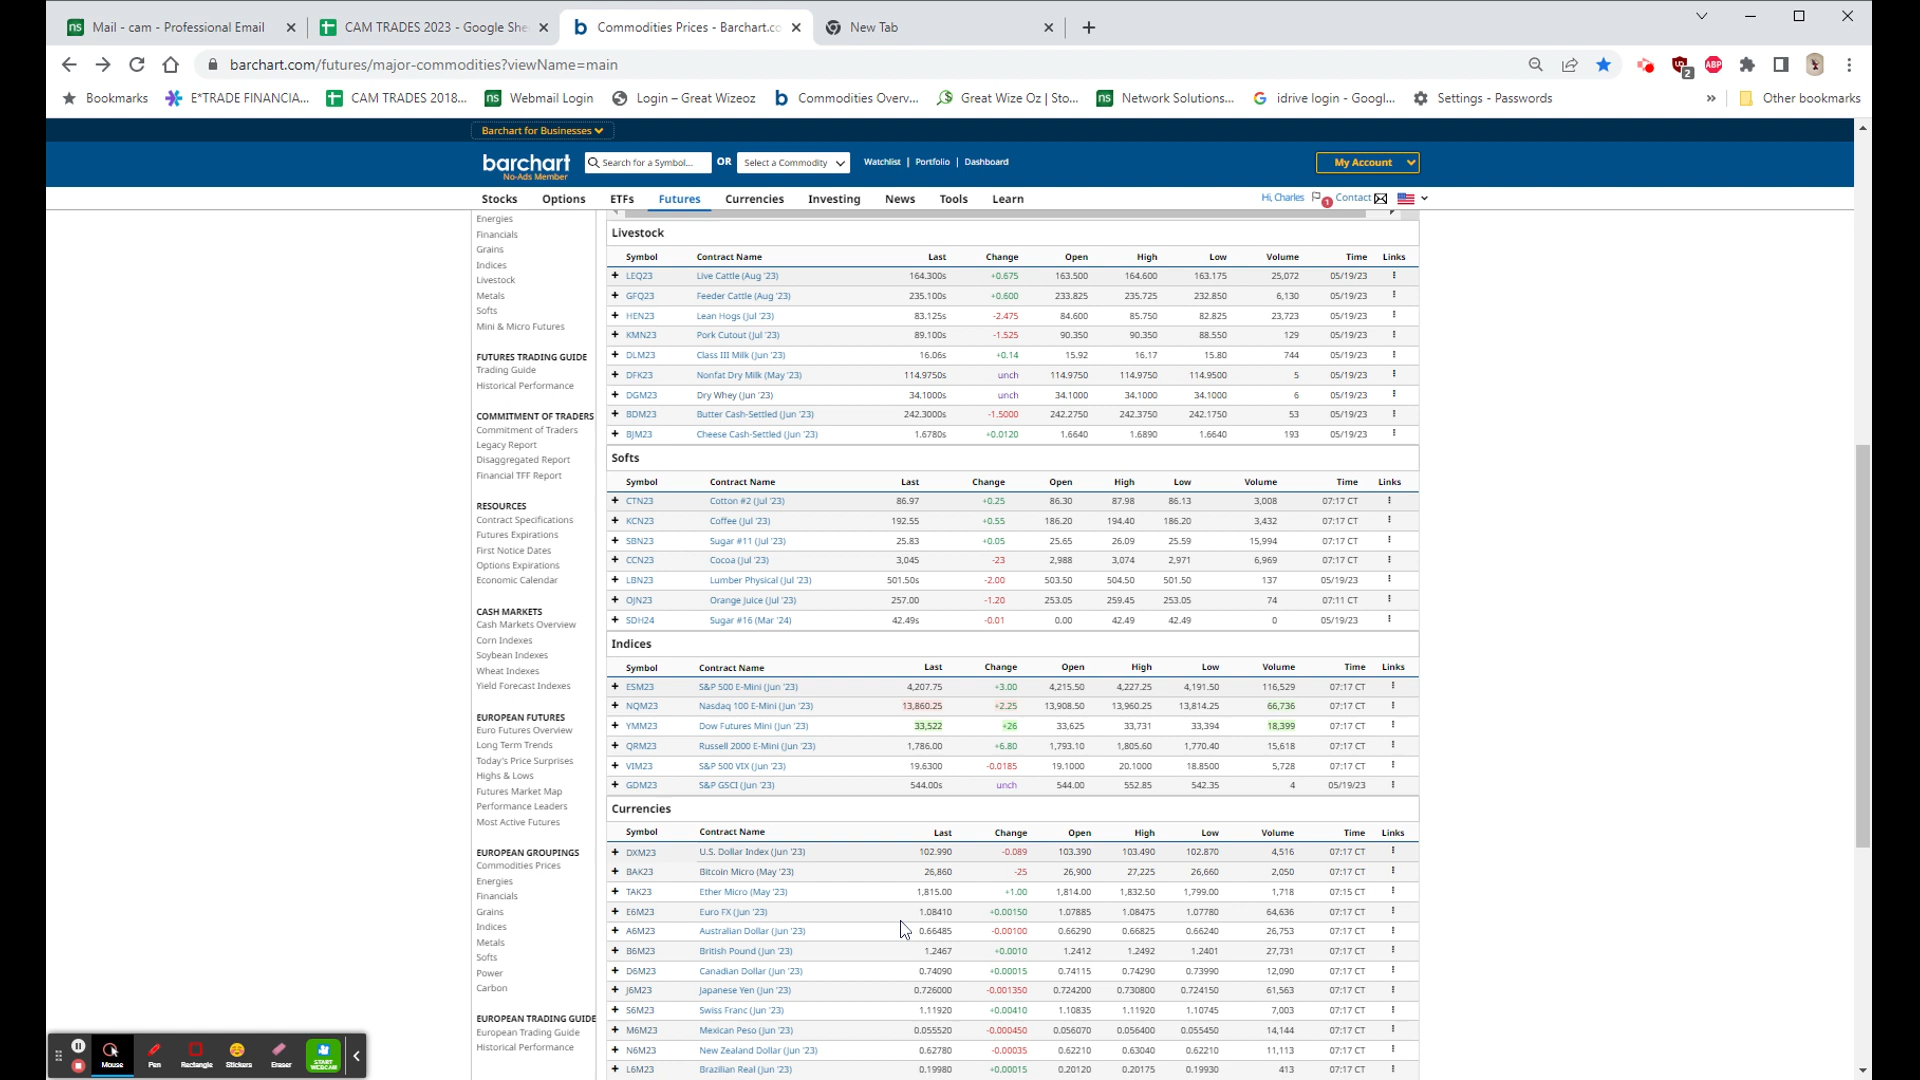 Mail - cam - Professional Email
CAM TRADES 2023 - Google She
Commodities Prices - Barchart.co
New Tab
barchart.com/futures/major-commodities?viewName=main
Bookmarks E*TRADE FINANCIA... CAM TRADES 2018... Webmail Login Login – Great Wizeoz Commodities Overv... Great Wize Oz | Sto... Network Solutions... idrive login - Googl... Settings - Passwords » Other bookmarks
Barchart for Businesses
barchart
No-Ads Member
Search for a Symbol... OR Select a Commodity Watchlist | Portfolio | Dashboard My Account
Stocks Options ETFs Futures Currencies Investing News Tools Learn Hi, Charles 1 Contact
Energies
Financials
Grains
Indices
Livestock
Metals
Softs
Mini & Micro Futures
FUTURES TRADING GUIDE
Trading Guide
Historical Performance
COMMITMENT OF TRADERS
Commitment of Traders
Legacy Report
Disaggregated Report
Financial TFF Report
RESOURCES
Contract Specifications
Futures Expirations
First Notice Dates
Options Expirations
Economic Calendar
CASH MARKETS
Cash Markets Overview
Corn Indexes
Soybean Indexes
Wheat Indexes
Yield Forecast Indexes
EUROPEAN FUTURES
Euro Futures Overview
Long Term Trends
Today's Price Surprises
Highs & Lows
Futures Market Map
Performance Leaders
Most Active Futures
EUROPEAN GROUPINGS
Commodities Prices
Energies
Financials
Grains
Indices
Metals
Softs
Power
Carbon
EUROPEAN TRADING GUIDE
European Trading Guide
Historical Performance
Livestock
Symbol Contract Name Last Change Open High Low Volume Time Links
+ LEQ23 Live Cattle (Aug '23) 164.300s +0.675 163.500 164.600 163.175 25,072 05/19/23
+ GFQ23 Feeder Cattle (Aug '23) 235.100s +0.600 233.825 235.725 232.850 6,130 05/19/23
+ HEN23 Lean Hogs (Jul '23) 83.125s -2.475 84.600 85.750 82.825 23,723 05/19/23
+ KMN23 Pork Cutout (Jul '23) 89.100s -1.525 90.350 90.350 88.550 129 05/19/23
+ DLM23 Class III Milk (Jun '23) 16.06s +0.14 15.92 16.17 15.80 744 05/19/23
+ DFK23 Nonfat Dry Milk (May '23) 114.9750s unch 114.9750 114.9750 114.9500 5 05/19/23
+ DGM23 Dry Whey (Jun '23) 34.1000s unch 34.1000 34.1000 34.1000 6 05/19/23
+ BDM23 Butter Cash-Settled (Jun '23) 242.3000s -1.5000 242.2750 242.3750 242.1750 53 05/19/23
+ BJM23 Cheese Cash-Settled (Jun '23) 1.6780s +0.0120 1.6640 1.6890 1.6640 193 05/19/23
Softs
Symbol Contract Name Last Change Open High Low Volume Time Links
+ CTN23 Cotton #2 (Jul '23) 86.97 +0.25 86.30 87.98 86.13 3,008 07:17 CT
+ KCN23 Coffee (Jul '23) 192.55 +0.55 186.20 194.40 186.20 3,432 07:17 CT
+ SBN23 Sugar #11 (Jul '23) 25.83 +0.05 25.65 26.09 25.59 15,994 07:17 CT
+ CCN23 Cocoa (Jul '23) 3,045 -23 2,988 3,074 2,971 6,969 07:17 CT
+ LBN23 Lumber Physical (Jul '23) 501.50s -2.00 503.50 504.50 501.50 137 05/19/23
+ OJN23 Orange Juice (Jul '23) 257.00 -1.20 253.05 259.45 253.05 74 07:11 CT
+ SDH24 Sugar #16 (Mar '24) 42.49s -0.01 0.00 42.49 42.49 0 05/19/23
Indices
Symbol Contract Name Last Change Open High Low Volume Time Links
+ ESM23 S&P 500 E-Mini (Jun '23) 4,207.75 +3.00 4,215.50 4,227.25 4,191.50 116,529 07:17 CT
+ NQM23 Nasdaq 100 E-Mini (Jun '23) 13,860.25 +2.25 13,908.50 13,960.25 13,814.25 66,736 07:17 CT
+ YMM23 Dow Futures Mini (Jun '23) 33,522 +26 33,625 33,731 33,394 18,399 07:17 CT
+ QRM23 Russell 2000 E-Mini (Jun '23) 1,786.00 +6.80 1,793.10 1,805.60 1,770.40 15,618 07:17 CT
+ VIM23 S&P 500 VIX (Jun '23) 19.6300 -0.0185 19.1000 20.1000 18.8500 5,728 07:17 CT
+ GDM23 S&P GSCI (Jun '23) 544.00s unch 544.00 552.85 542.35 4 05/19/23
Currencies
Symbol Contract Name Last Change Open High Low Volume Time Links
+ DXM23 U.S. Dollar Index (Jun '23) 102.990 -0.089 103.390 103.490 102.870 4,516 07:17 CT
+ BAK23 Bitcoin Micro (May '23) 26,860 -25 26,900 27,225 26,660 2,050 07:17 CT
+ TAK23 Ether Micro (May '23) 1,815.00 +1.00 1,814.00 1,832.50 1,799.00 1,718 07:15 CT
+ E6M23 Euro FX (Jun '23) 1.08410 +0.00150 1.07885 1.08475 1.07780 64,636 07:17 CT
+ A6M23 Australian Dollar (Jun '23) 0.66485 -0.00100 0.66290 0.66825 0.66240 26,753 07:17 CT
+ B6M23 British Pound (Jun '23) 1.2467 +0.0010 1.2412 1.2492 1.2401 27,731 07:17 CT
+ D6M23 Canadian Dollar (Jun '23) 0.74090 +0.00015 0.74115 0.74290 0.73990 12,090 07:17 CT
+ J6M23 Japanese Yen (Jun '23) 0.726000 -0.001350 0.724200 0.730800 0.724150 61,563 07:17 CT
+ S6M23 Swiss Franc (Jun '23) 1.11920 +0.00410 1.10835 1.11920 1.10745 7,003 07:17 CT
+ M6M23 Mexican Peso (Jun '23) 0.055520 -0.000450 0.056070 0.056400 0.055450 14,144 07:17 CT
+ N6M23 New Zealand Dollar (Jun '23) 0.62780 -0.00035 0.62210 0.63040 0.62210 11,113 07:17 CT
+ L6M23 Brazilian Real (Jun '23) 0.19980 +0.00015 0.20120 0.20175 0.19930 413 07:17 CT
Mouse Pen Rectangle Stickers Eraser START WEBCAM